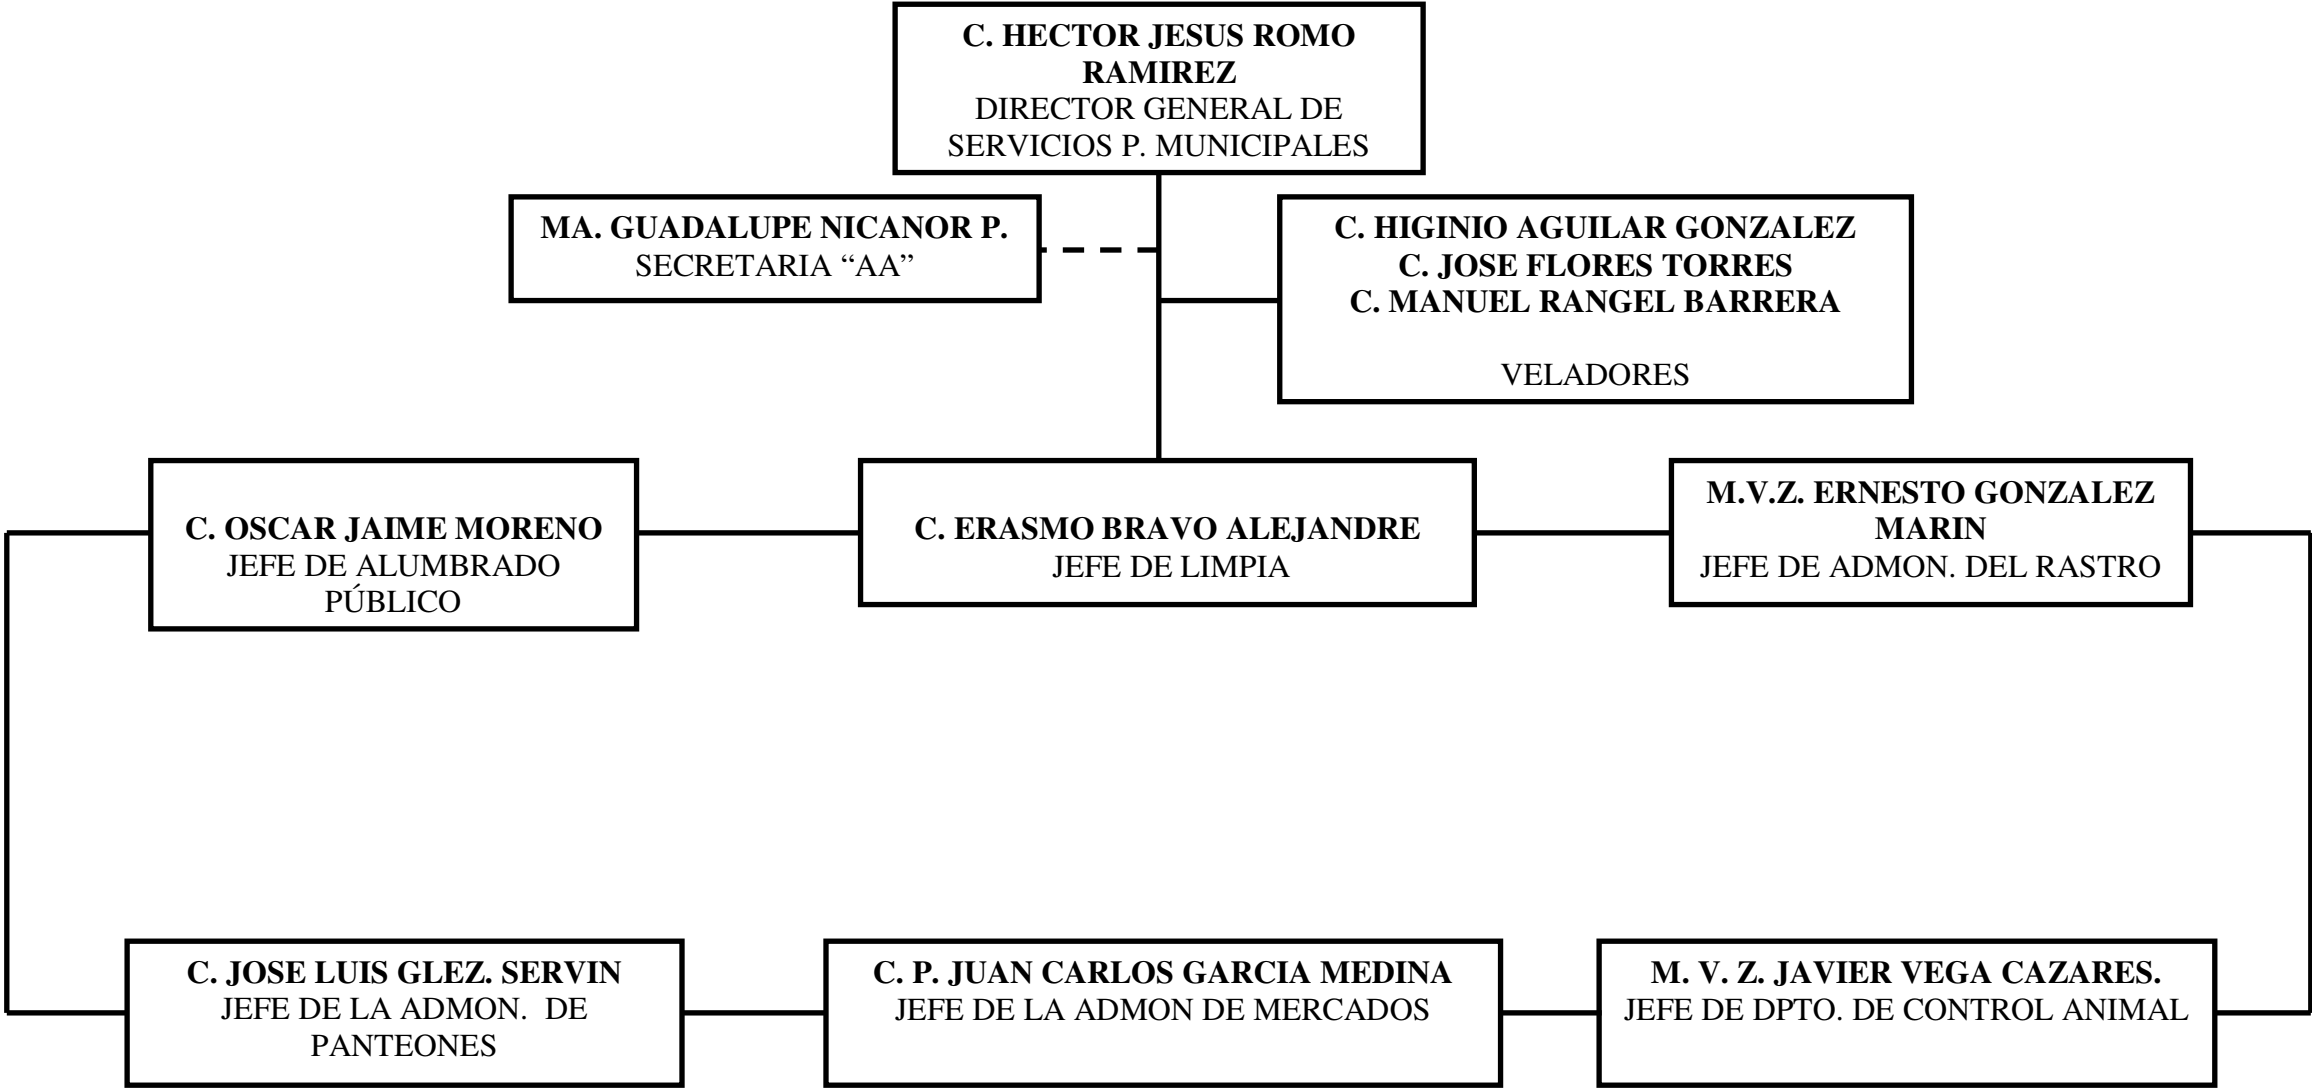 C. HECTOR JESUS ROMO
RAMIREZ
DIRECTOR GENERAL DE
SERVICIOS P. MUNICIPALES
MA. GUADALUPE NICANOR P.
SECRETARIA “AA”
C. HIGINIO AGUILAR GONZALEZ
C. JOSE FLORES TORRES
C. MANUEL RANGEL BARRERA
VELADORES
C. OSCAR JAIME MORENO
JEFE DE ALUMBRADO
PÚBLICO
C. ERASMO BRAVO ALEJANDRE
JEFE DE LIMPIA
M.V.Z. ERNESTO GONZALEZ
MARIN
JEFE DE ADMON. DEL RASTRO
C. JOSE LUIS GLEZ. SERVIN
JEFE DE LA ADMON. DE
PANTEONES
C. P. JUAN CARLOS GARCIA MEDINA
JEFE DE LA ADMON DE MERCADOS
M. V. Z. JAVIER VEGA CAZARES.
JEFE DE DPTO. DE CONTROL ANIMAL